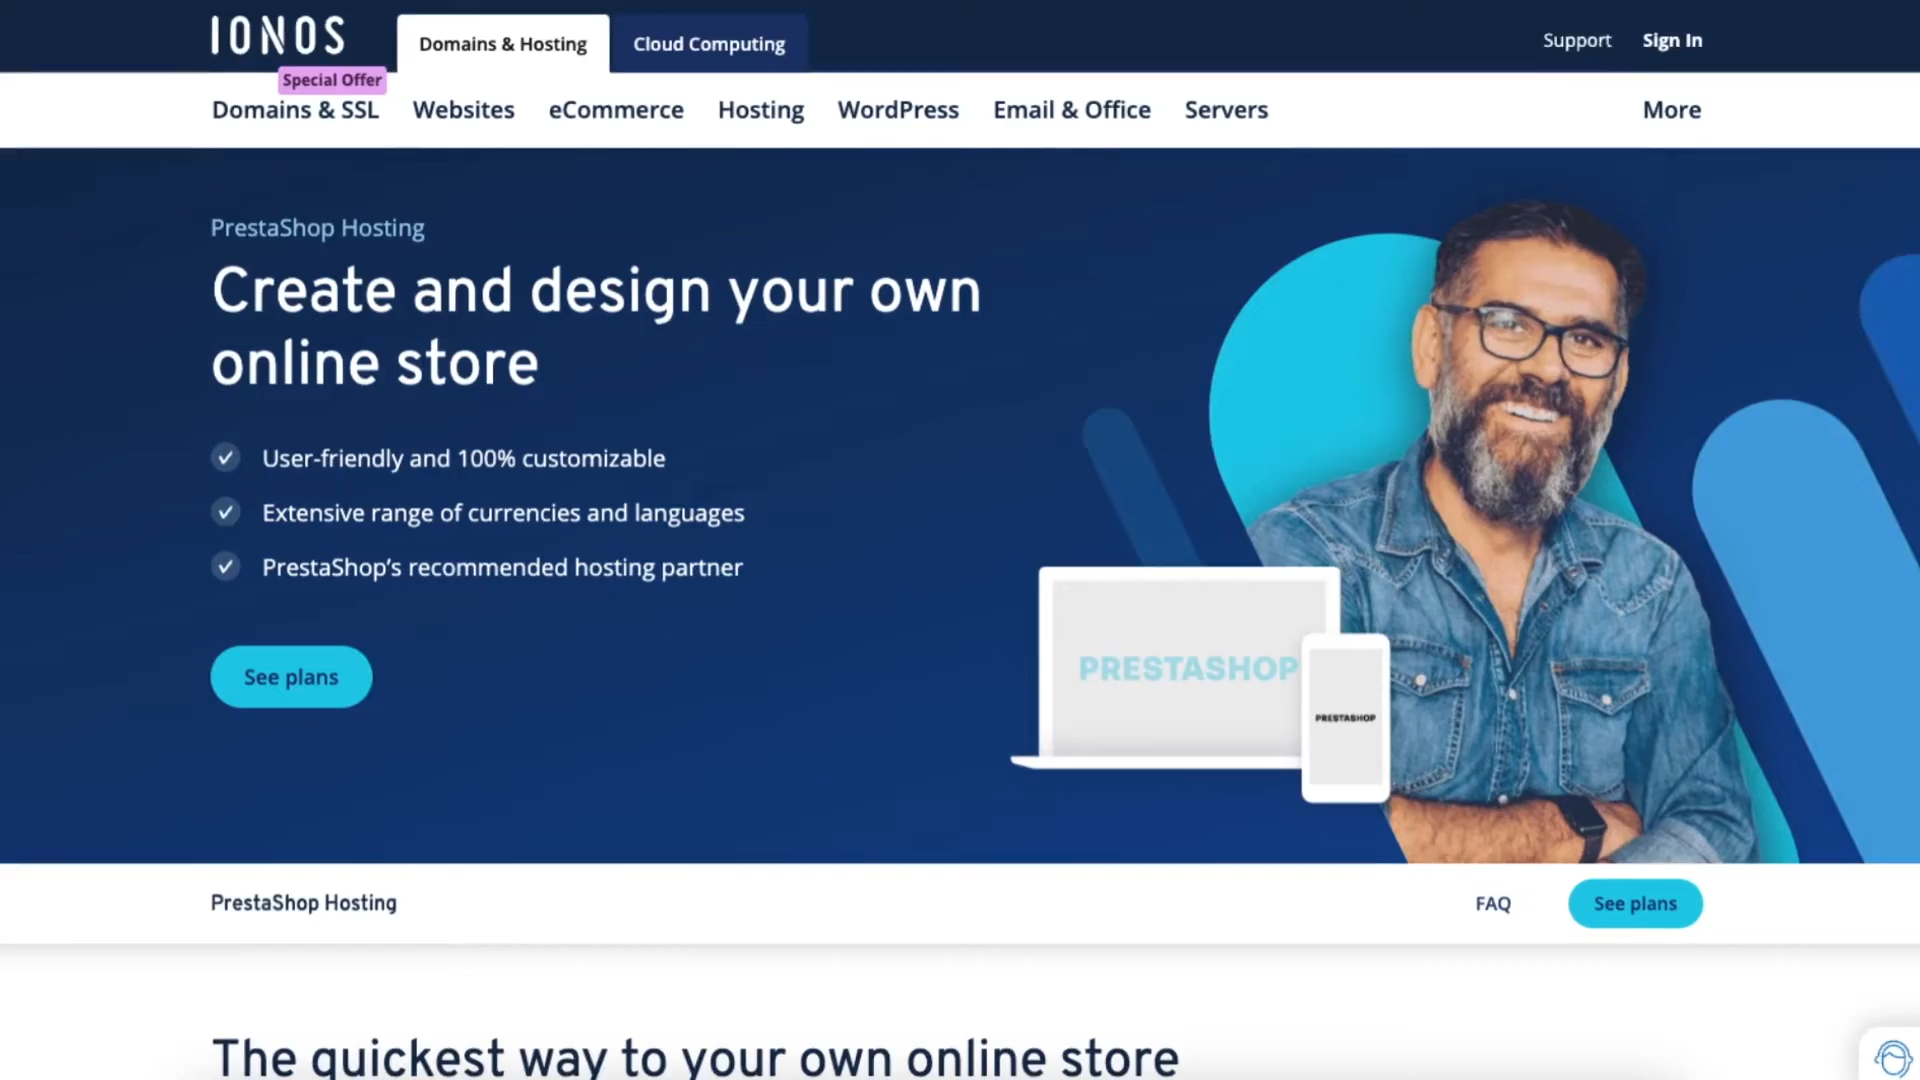 IONOS
Domains & Hosting
Cloud Computing
Support
Sign In
Special Offer
Domains & SSL
Websites
eCommerce
Hosting
WordPress
Email & Office
Servers
More
PrestaShop Hosting
Create and design your own
online store
User-friendly and 100% customizable
Extensive range of currencies and languages
PrestaShop’s recommended hosting partner
See plans
PRESTASHOP
PRESTASHOP
PrestaShop Hosting
FAQ
See plans
The quickest way to your own online store